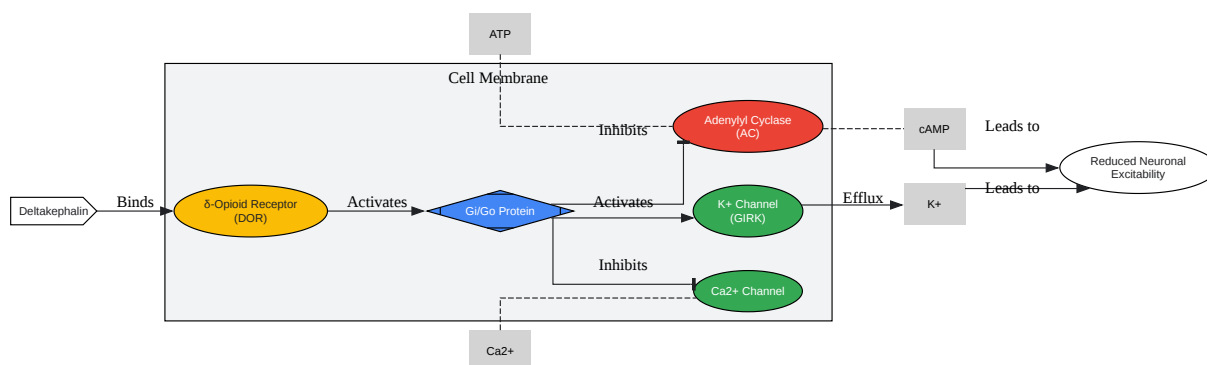 ATP
Cell Membrane
Inhibits
Adenylyl Cyclase
(AC)
cAMP
Leads to
Reduced Neuronal
Excitability
Deltakephalin
Binds
δ-Opioid Receptor
(DOR)
Activates
Gi/Go Protein
Activates
K+ Channel
(GIRK)
Efflux
K+
Leads to
Inhibits
Ca2+ Channel
Ca2+